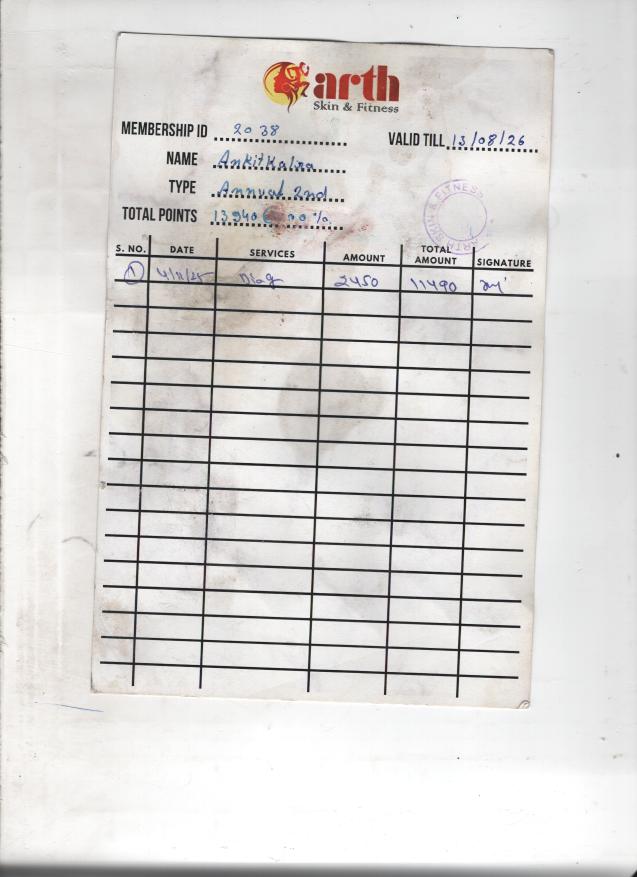 arth
Skin & Fitness
MEMBERSHIP ID 2038
VALID TILL 13/08/26
NAME Ankit Kalra
TYPE Annual 2nd
TOTAL POINTS 13940
S. NO. DATE SERVICES AMOUNT TOTAL AMOUNT SIGNATURE
1 4/11/25 2450 11490